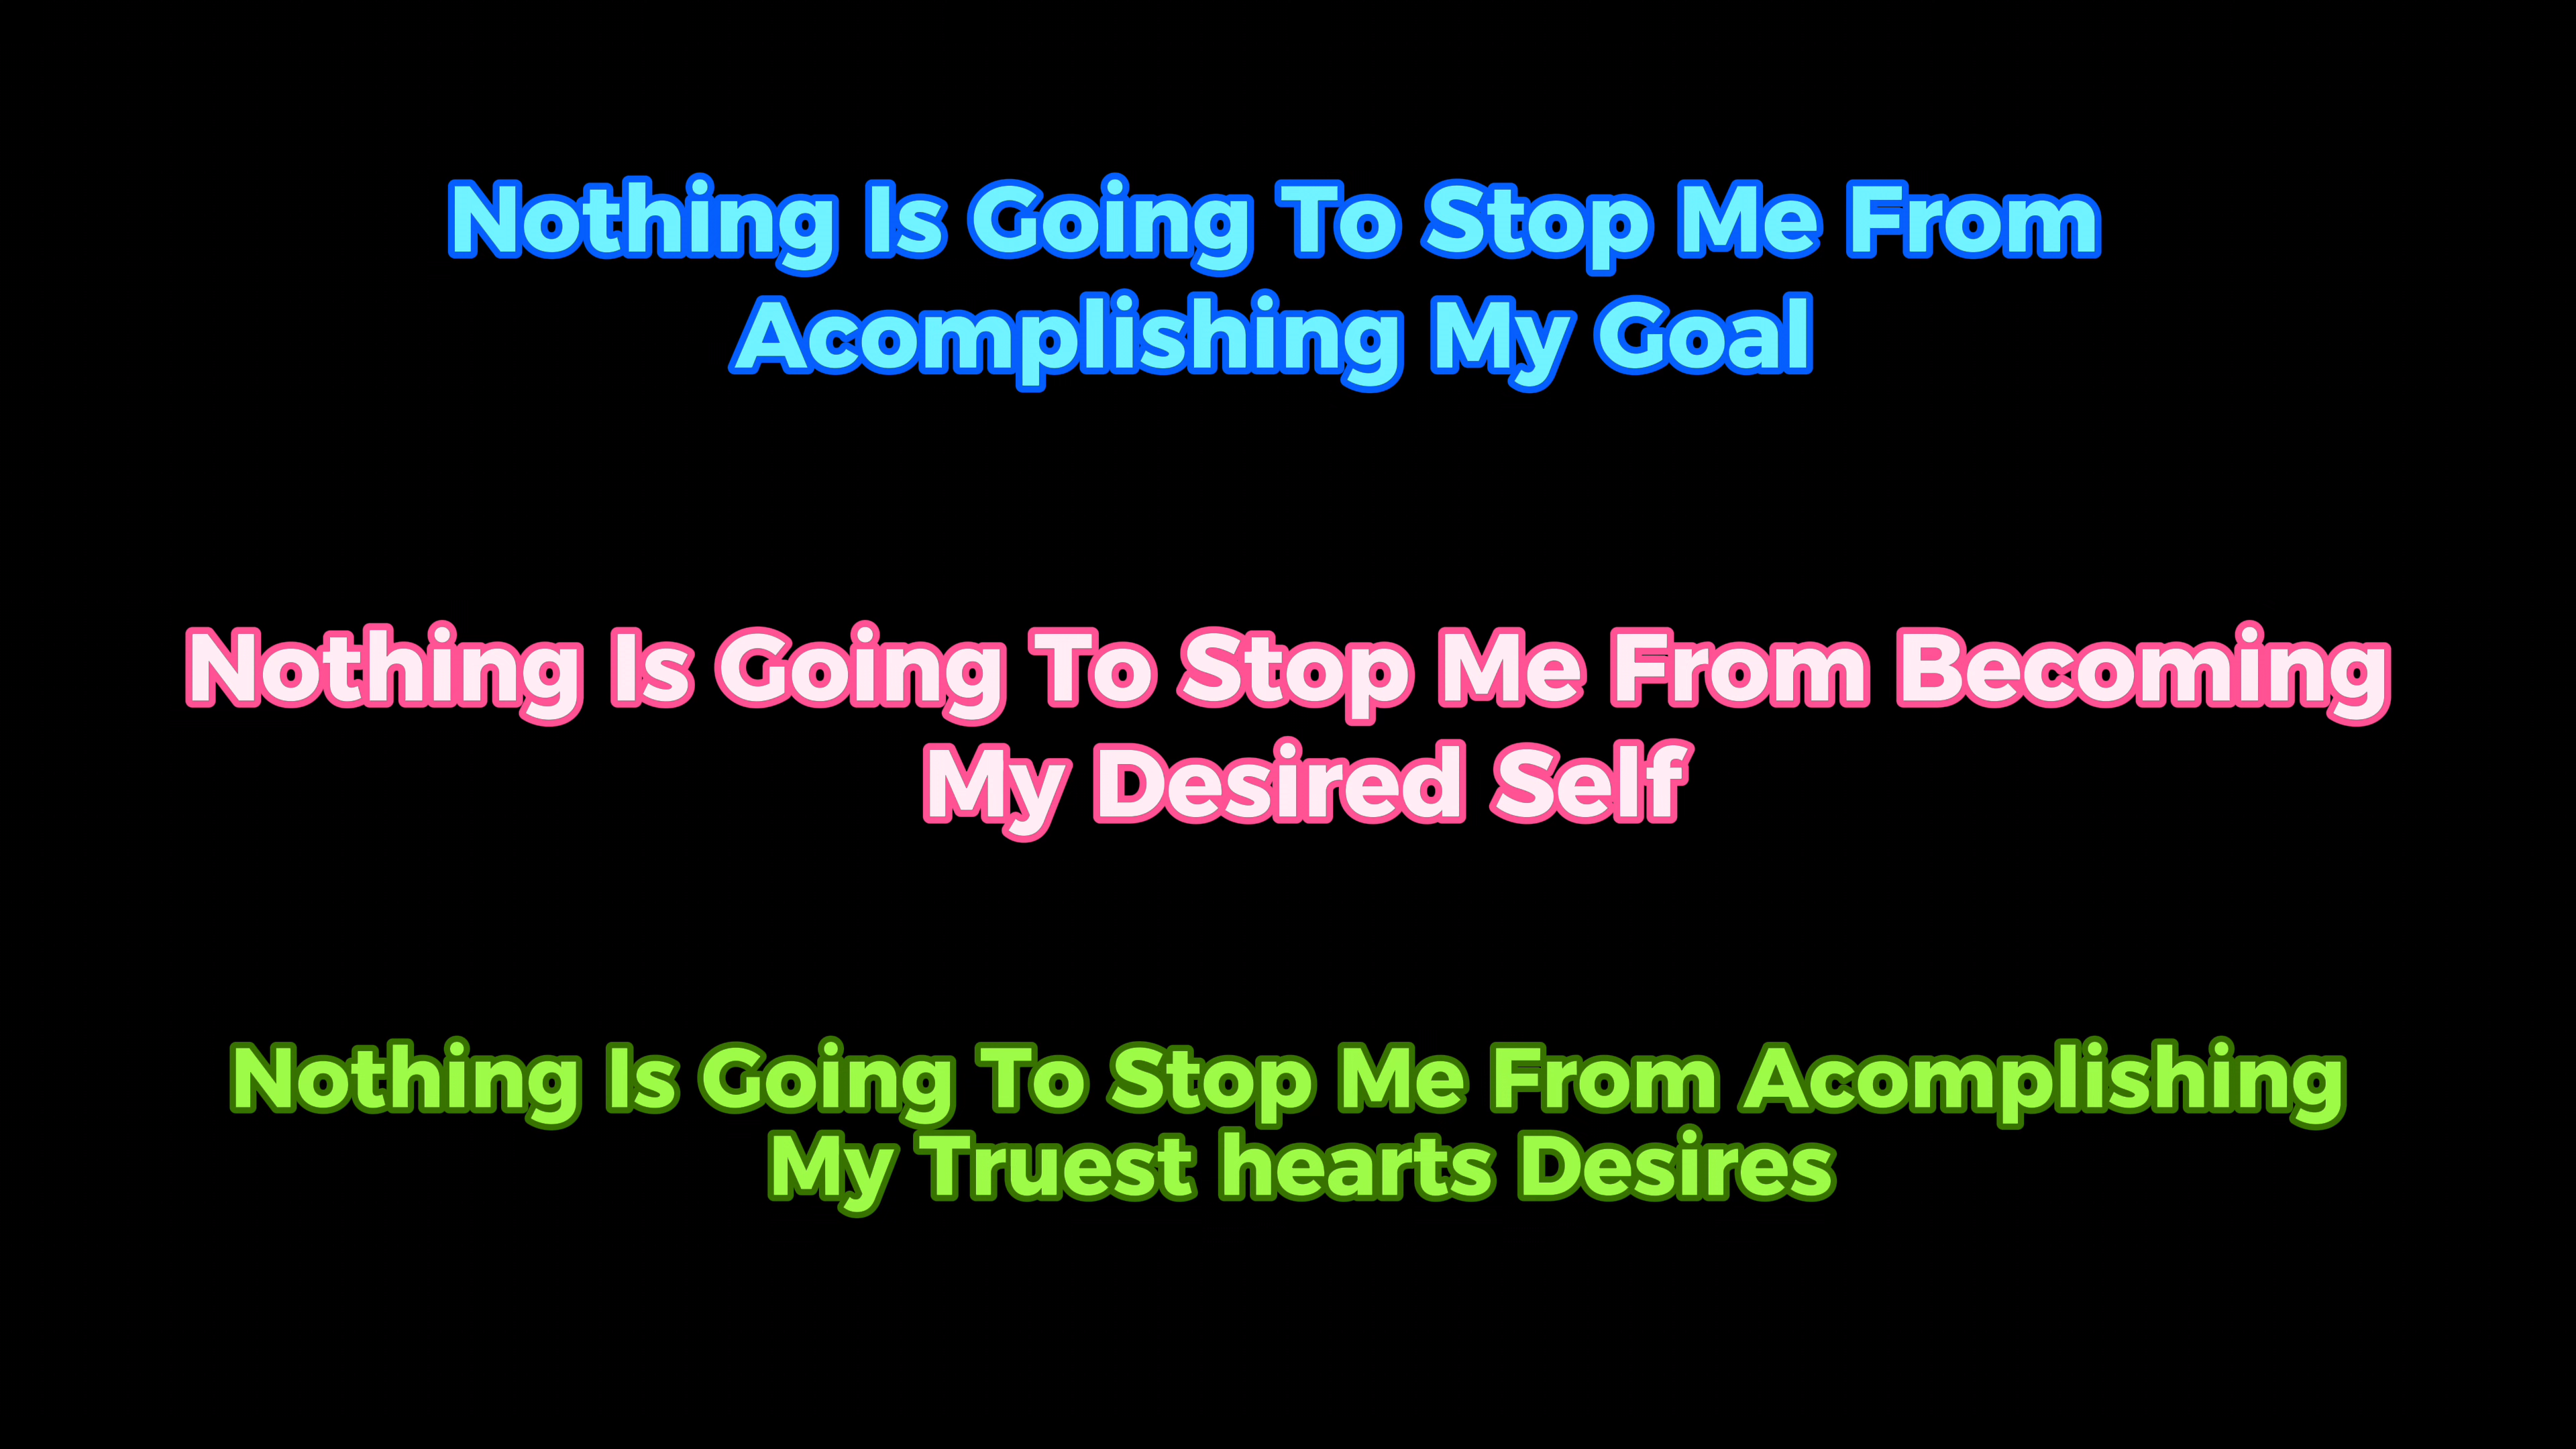 Nothing Is Going To Stop Me From
Acomplishing My Goal
Nothing Is Going To Stop Me From Becoming
My Desired Self
Nothing Is Going To Stop Me From Acomplishing
My Truest hearts Desires